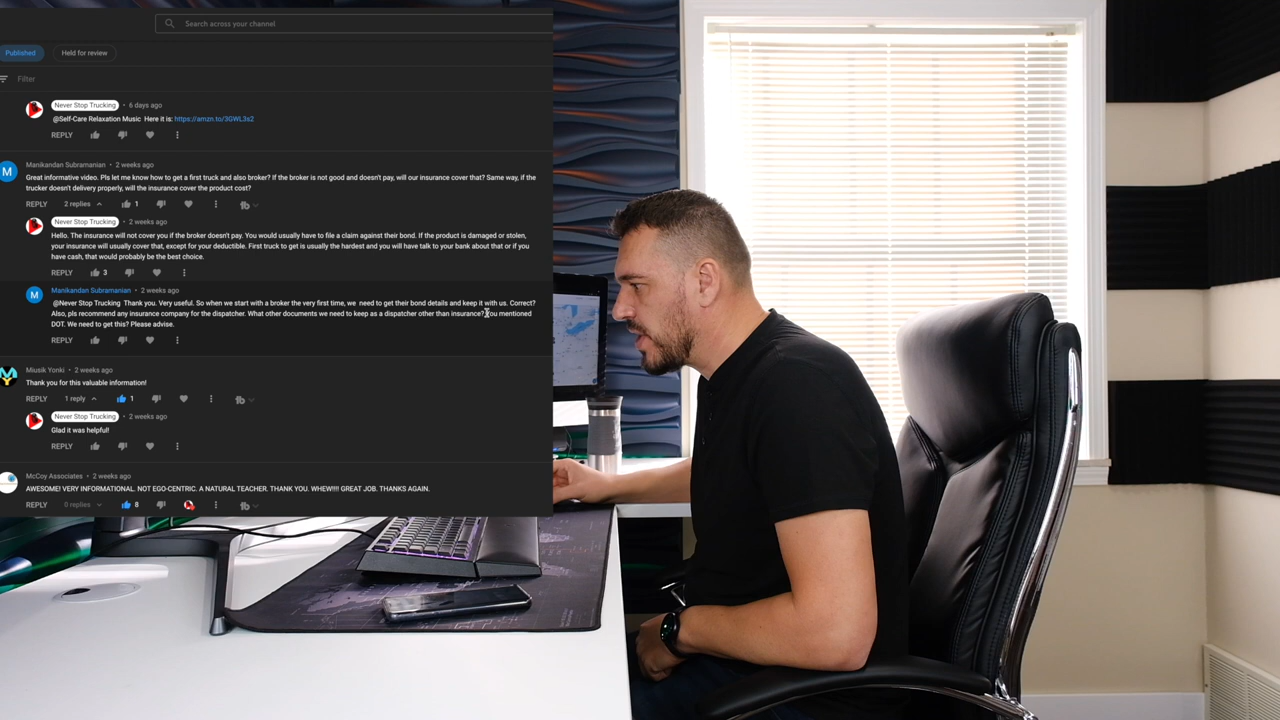 Search across your channel
Published
Held for review
Filter
Never Stop Trucking • 6 days ago
@Self-Care Relaxation Music Here it is: https://amzn.to/3GWL3s2
REPLY
M
Manikandan Subramanian • 2 weeks ago
Great informative video. Pls let me know how to get a first truck and first broker? If the broker didn't pay, will our insurance cover that? Same way, if the
trucker doesn't delivery properly, will the insurance cover the product cost?
REPLY 2 replies 1
Never Stop Trucking • 2 weeks ago
Hello. The insurance will not cover you if the broker doesn't pay. You would usually have to file a claim against their bond. If the product is damaged,
your insurance will usually cover that, except for your deductible. First truck to get is usually a semi truck and you will have talk to your bank about that or if you
have cash, that would probably be the best choice.
REPLY 3
M
Manikandan Subramanian • 2 weeks ago
@Never Stop Trucking Thank you. Very useful. So when we start with a broker the very first time, we need to get their bond details and keep it with us. Correct?
Also, pls recommend any insurance company for the dispatcher. What other documents we need to keep as a dispatcher other than insurance? You mentioned
DOT. We need to get this? Please advise.
REPLY
Miusik Yonki • 2 weeks ago
Thank you for this valuable information!
REPLY 1 reply 1
Never Stop Trucking • 2 weeks ago
Glad it was helpful!
REPLY
McCoy Associates • 2 weeks ago
AWESOME! VERY INFORMATIONAL. NOT EGO-CENTRIC. A NATURAL TEACHER. THANK YOU. WHEW!!!! GREAT JOB. THANKS AGAIN.
REPLY 0 replies 8